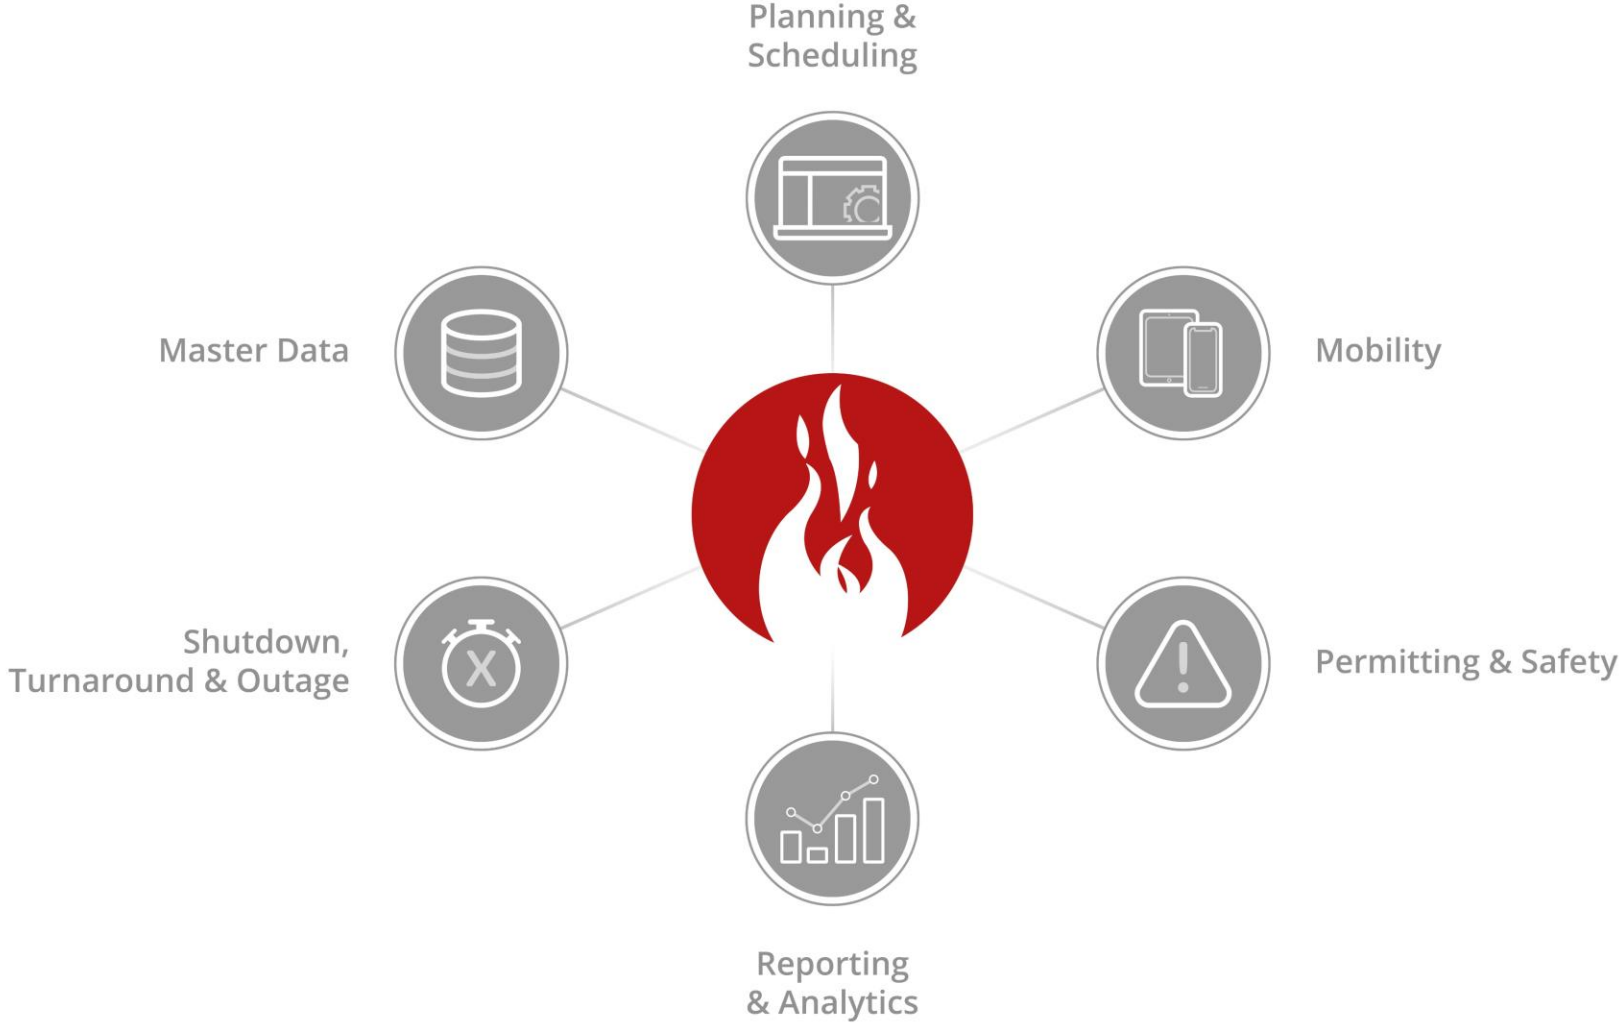 Planning &
Scheduling
Master Data
Mobility
Shutdown,
Turnaround & Outage
X
Permitting & Safety
!
Reporting
& Analytics